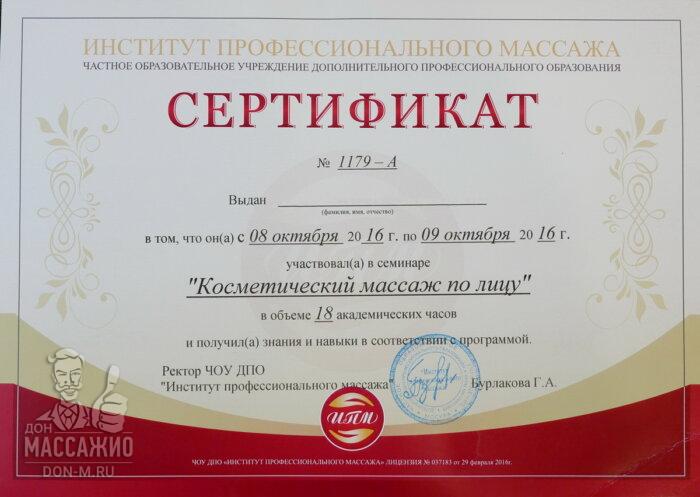 ИНСТИТУТ ПРОФЕССИОНАЛЬНОГО МАССАЖА
ЧАСТНОЕ ОБРАЗОВАТЕЛЬНОЕ УЧРЕЖДЕНИЕ ДОПОЛНИТЕЛЬНОГО ПРОФЕССИОНАЛЬНОГО ОБРАЗОВАНИЯ
СЕРТИФИКАТ
№ 1179 – А
Выдан
(фамилия, имя, отчество)
в том, что он(а) с 08 октября 20 16 г. по 09 октября 20 16 г.
участвовал(а) в семинаре
"Косметический массаж по лицу"
в объеме 18 академических часов
и получил(а) знания и навыки в соответствии с программой.
Ректор ЧОУ ДПО
"Институт профессионального массажа" Бурлакова Г.А.
ИПМ
ДОН
МАССАЖИО
DON-M.RU
ЧОУ ДПО «ИНСТИТУТ ПРОФЕССИОНАЛЬНОГО МАССАЖА» ЛИЦЕНЗИЯ № 037183 от 29 февраля 2016г.